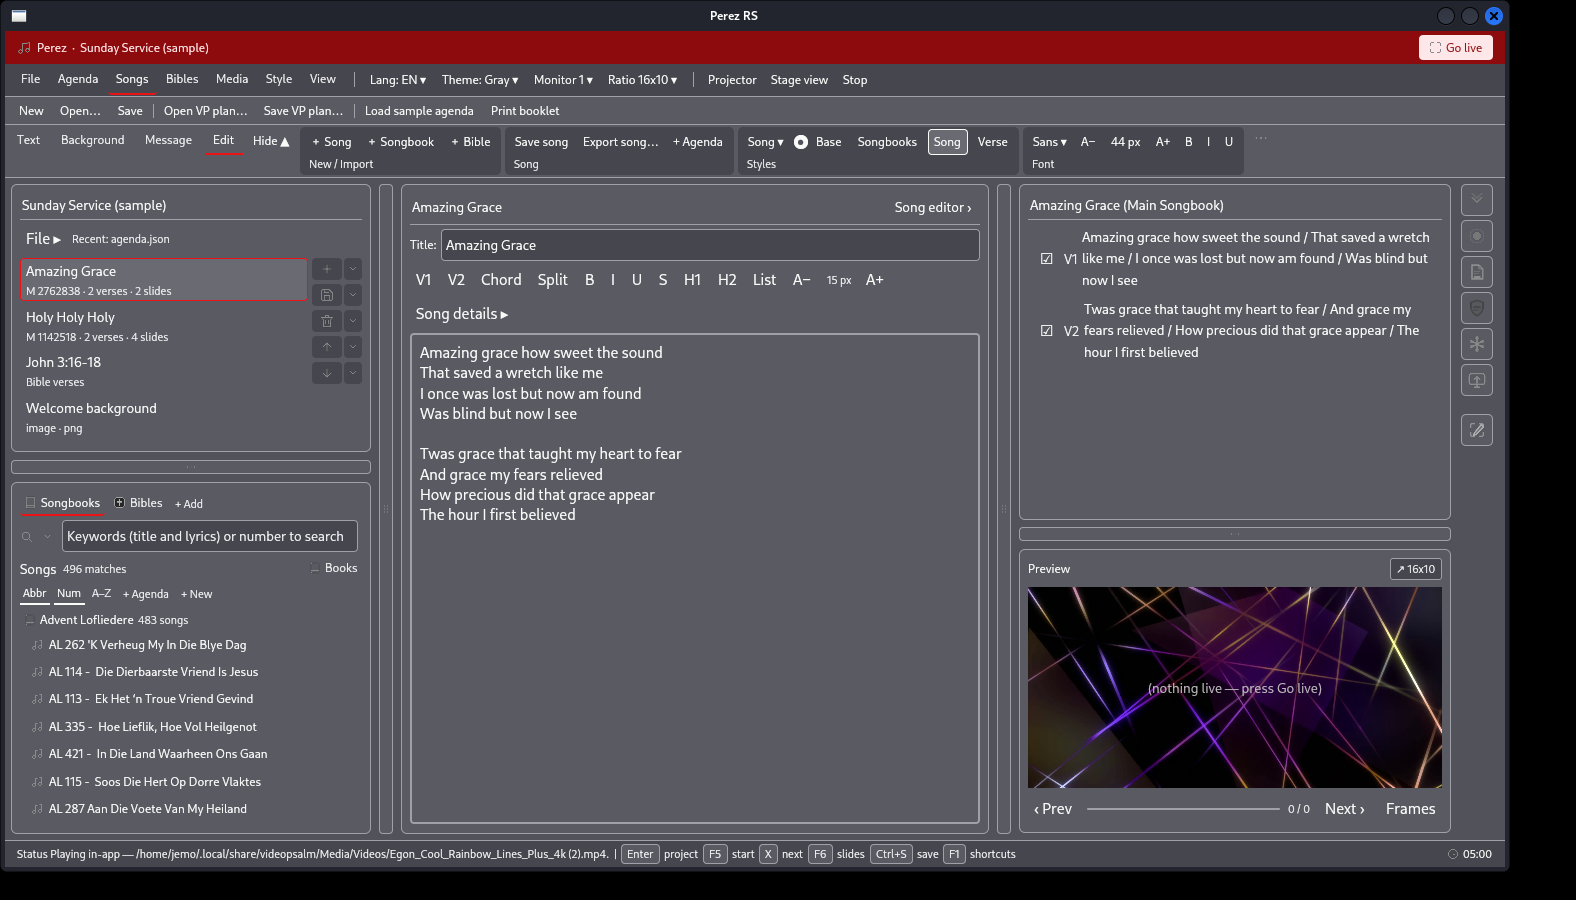 Perez RS
Perez · Sunday Service (sample)
Go live
File Agenda Songs Bibles Media Style View Lang: EN ▾ Theme: Gray ▾ Monitor 1 ▾ Ratio 16x10 ▾ Projector Stage view Stop
New Open... Save Open VP plan... Save VP plan... Load sample agenda Print booklet
Text Background Message Edit Hide ▲
+ Song + Songbook + Bible
New / Import
Save song Export song... + Agenda
Song
Song ▾ Base Songbooks Song Verse
Styles
Sans ▾ A− 44 px A+ B I U
Font
Sunday Service (sample)
File ▸ Recent: agenda.json
Amazing Grace
M 2762838 · 2 verses · 2 slides
Holy Holy Holy
M 1142518 · 2 verses · 4 slides
John 3:16-18
Bible verses
Welcome background
image · png
Songbooks Bibles + Add
Keywords (title and lyrics) or number to search
Songs 496 matches Books
Abbr Num A–Z + Agenda + New
Advent Lofliedere 483 songs
AL 262 'K Verheug My In Die Blye Dag
AL 114 - Die Dierbaarste Vriend Is Jesus
AL 113 - Ek Het 'n Troue Vriend Gevind
AL 335 - Hoe Lieflik, Hoe Vol Heilgenot
AL 421 - In Die Land Waarheen Ons Gaan
AL 115 - Soos Die Hert Op Dorre Vlaktes
AL 287 Aan Die Voete Van My Heiland
Amazing Grace Song editor ›
Title: Amazing Grace
V1 V2 Chord Split B I U S H1 H2 List A− 15 px A+
Song details ▸
Amazing grace how sweet the sound
That saved a wretch like me
I once was lost but now am found
Was blind but now I see
Twas grace that taught my heart to fear
And grace my fears relieved
How precious did that grace appear
The hour I first believed
Amazing Grace (Main Songbook)
Amazing grace how sweet the sound / That saved a wretch
V1 like me / I once was lost but now am found / Was blind but
now I see
Twas grace that taught my heart to fear / And grace my
V2 fears relieved / How precious did that grace appear / The
hour I first believed
Preview ↗ 16x10
(nothing live — press Go live)
‹ Prev 0 / 0 Next › Frames
Status Playing in-app — /home/jemo/.local/share/videopsalm/Media/Videos/Egon_Cool_Rainbow_Lines_Plus_4k (2).mp4. | Enter project F5 start X next F6 slides Ctrl+S save F1 shortcuts 05:00